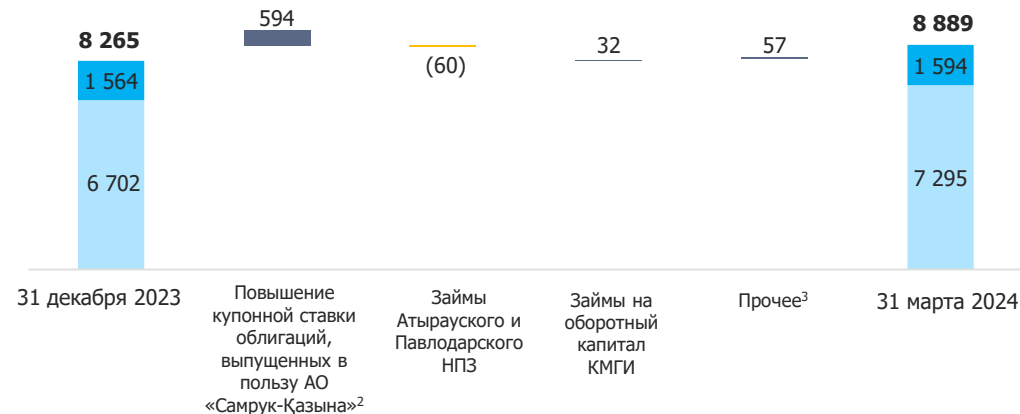 8 265
1 564
6 702
594
(60)
32
57
8 889
1 594
7 295
31 декабря 2023
Повышение
купонной ставки
облигаций,
выпущенных в
пользу АО
«Самрук-Қазына»²
Займы
Атырауского и
Павлодарского
НПЗ
Займы на
оборотный
капитал
КМГИ
Прочее³
31 марта 2024